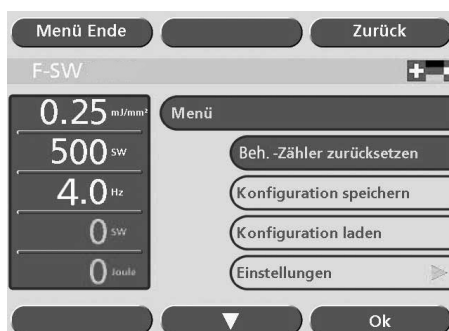 Menü Ende
Zurück
F-SW
0.25 mJ/mm²
Menü
500 SW
Beh. -Zähler zurücksetzen
4.0 Hz
Konfiguration speichern
0 SW
Konfiguration laden
0 Joule
Einstellungen
Ok